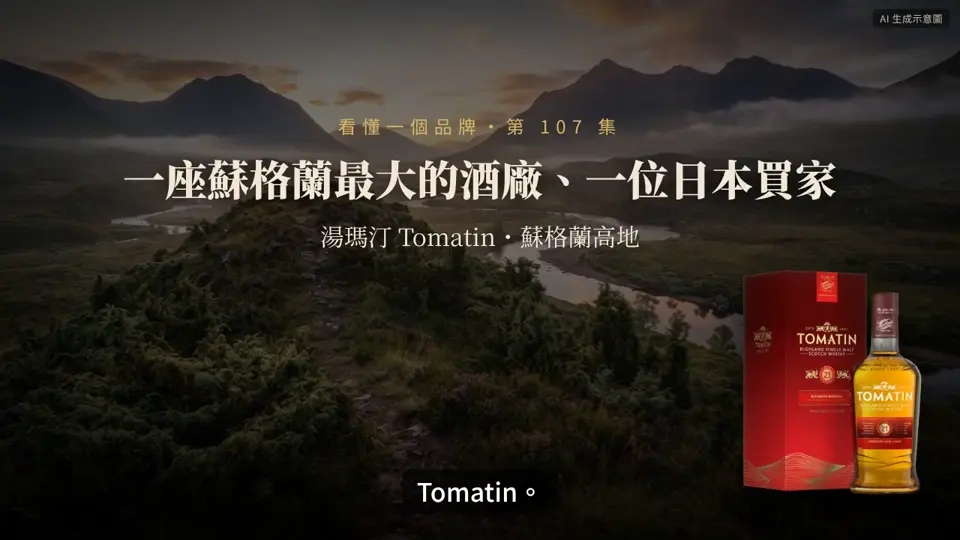 AI 生成示意圖
看懂一個品牌・第 107 集
一座蘇格蘭最大的酒廠、一位日本買家
湯瑪汀 Tomatin・蘇格蘭高地
TOMATIN
HIGHLAND SINGLE MALT
SCOTCH WHISKY
21
TOMATIN
21
Tomatin。